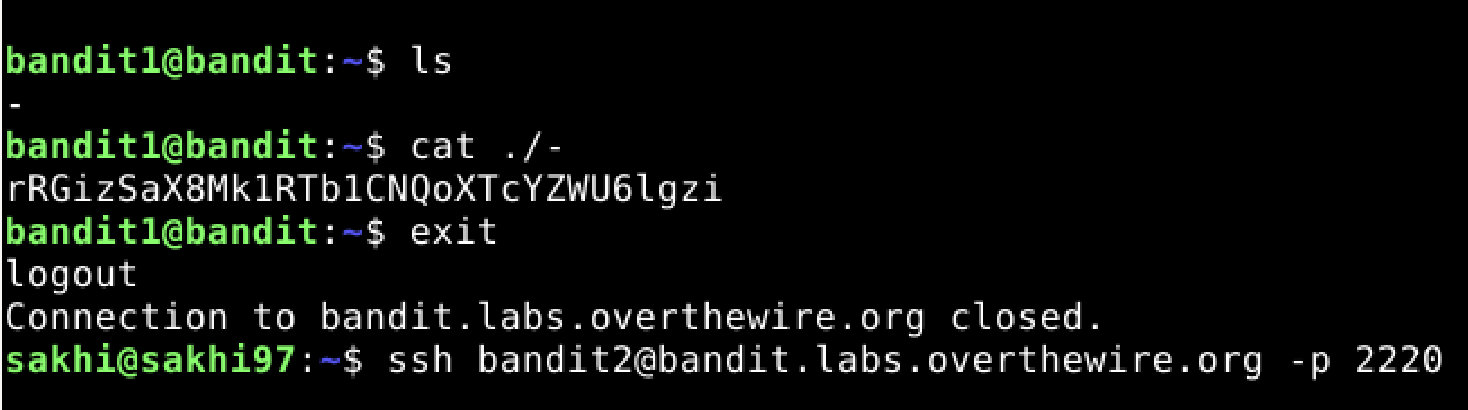 bandit1@bandit:~$ ls
-
bandit1@bandit:~$ cat ./-
rRGizSaX8Mk1RTb1CNQoXTcYZWU6lgzi
bandit1@bandit:~$ exit
logout
Connection to bandit.labs.overthewire.org closed.
sakhi@sakhi97:~$ ssh bandit2@bandit.labs.overthewire.org -p 2220